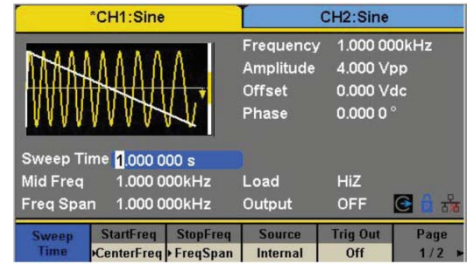 *CH1:Sine CH2:Sine
Frequency 1.000 000kHz
Amplitude 4.000 Vpp
Offset 0.000 Vdc
Phase 0.000 0 °
Sweep Time 1.000 000 s
Mid Freq 1.000 000kHz Load HiZ
Freq Span 1.000 000kHz Output OFF
Sweep Time StartFreq StopFreq Source Trig Out Page
CenterFreq FreqSpan Internal Off 1/2